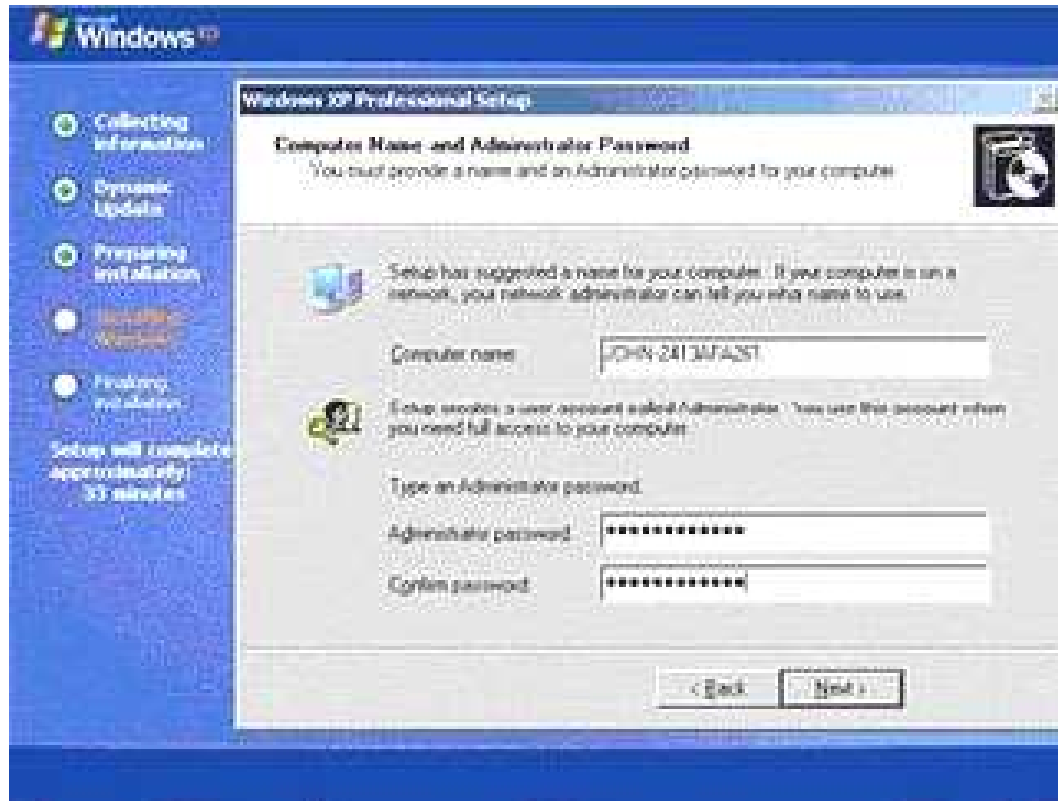 Microsoft
Windows xp
Collecting
information
Dynamic
Update
Preparing
installation
Installing
Windows
Finalizing
installation
Setup will complete
approximately
33 minutes
Windows XP Professional Setup
Computer Name and Administrator Password
You must provide a name and an Administrator password for your computer.
Setup has suggested a name for your computer. If your computer is on a
network, your network administrator can tell you what name to use.
Computer name:
Setup creates a user account called Administrator. You use this account when
you need full access to your computer.
Type an Administrator password.
Administrator password:
••••••••••••
Confirm password:
••••••••••••
< Back
Next >